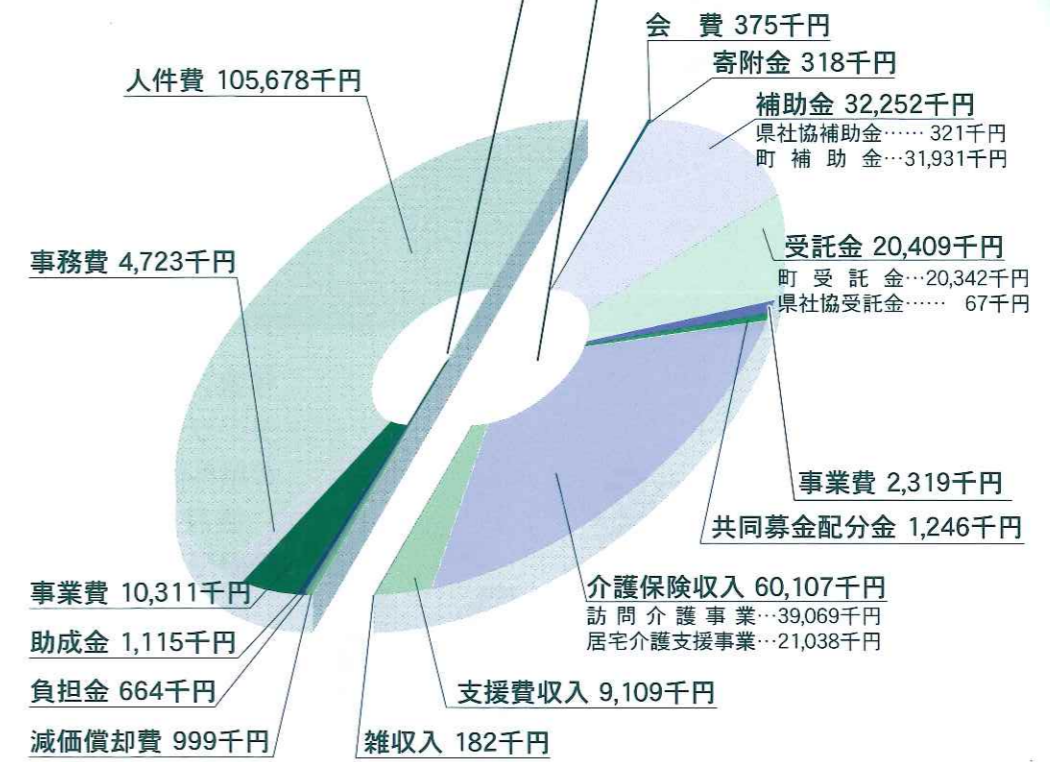 会　費 375千円
寄附金 318千円
人件費 105,678千円
補助金 32,252千円
県社協補助金…… 321千円
町 補 助 金…31,931千円
事務費 4,723千円
受託金 20,409千円
町 受 託 金…20,342千円
県社協受託金…… 67千円
事業費 2,319千円
共同募金配分金 1,246千円
介護保険収入 60,107千円
訪 問 介 護 事 業…39,069千円
居宅介護支援事業…21,038千円
事業費 10,311千円
助成金 1,115千円
負担金 664千円
減価償却費 999千円
支援費収入 9,109千円
雑収入 182千円